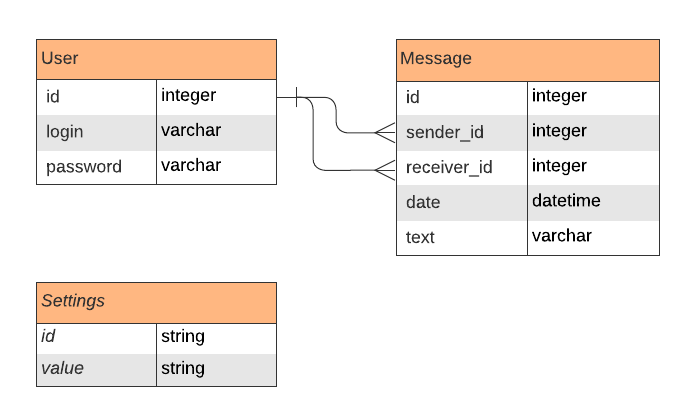 User
id integer
login varchar
password varchar
Message
id integer
sender_id integer
receiver_id integer
date datetime
text varchar
Settings
id string
value string